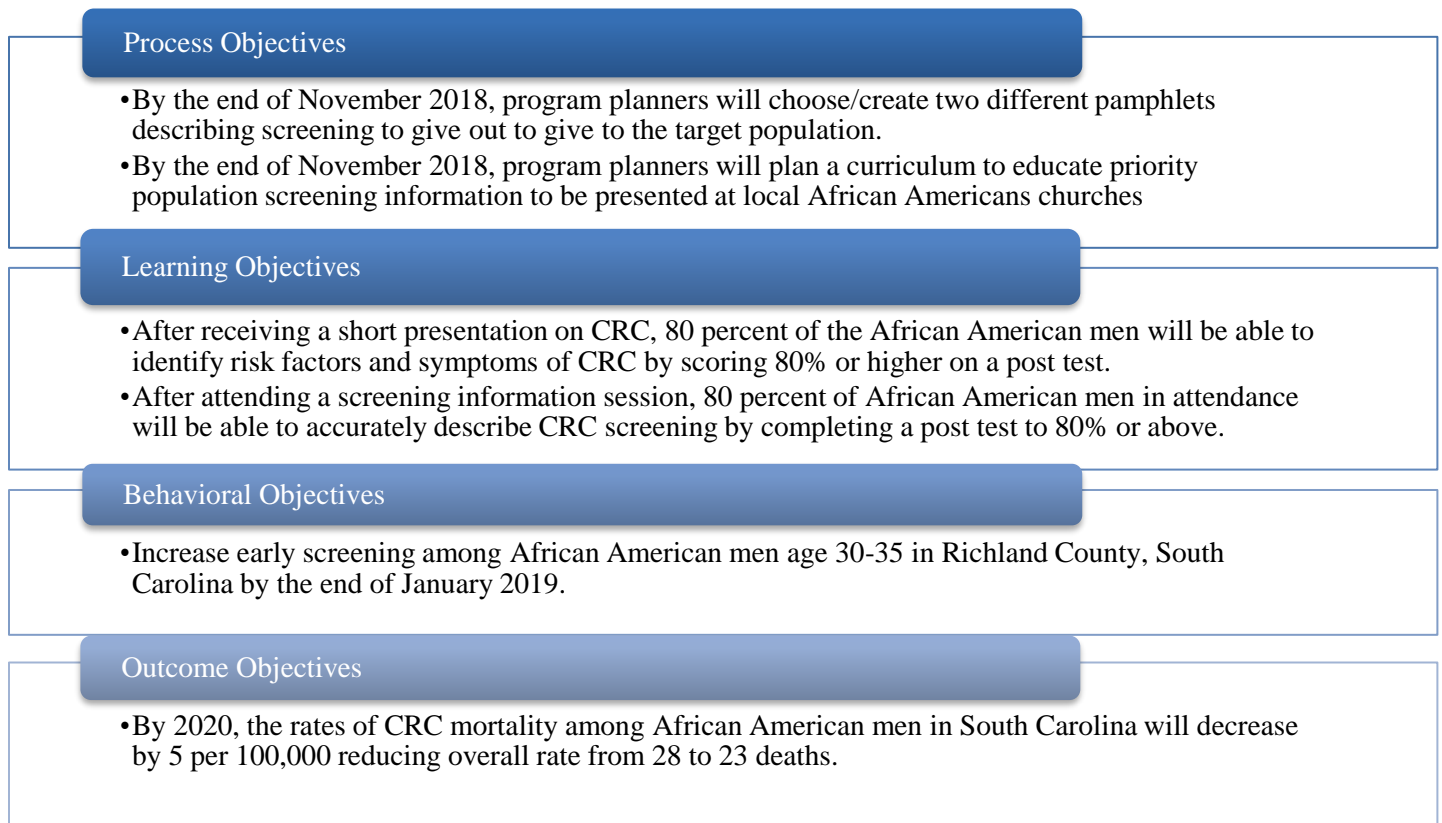 Process Objectives
•By the end of November 2018, program planners will choose/create two different pamphlets
describing screening to give out to give to the target population.
•By the end of November 2018, program planners will plan a curriculum to educate priority
population screening information to be presented at local African Americans churches
Learning Objectives
•After receiving a short presentation on CRC, 80 percent of the African American men will be able to
identify risk factors and symptoms of CRC by scoring 80% or higher on a post test.
•After attending a screening information session, 80 percent of African American men in attendance
will be able to accurately describe CRC screening by completing a post test to 80% or above.
Behavioral Objectives
•Increase early screening among African American men age 30-35 in Richland County, South
Carolina by the end of January 2019.
Outcome Objectives
•By 2020, the rates of CRC mortality among African American men in South Carolina will decrease
by 5 per 100,000 reducing overall rate from 28 to 23 deaths.